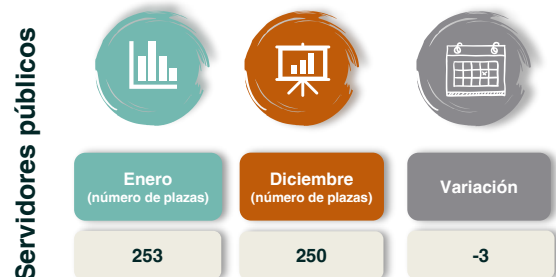 Servidores públicos
Enero
(número de plazas)
Diciembre
(número de plazas)
Variación
253
250
-3